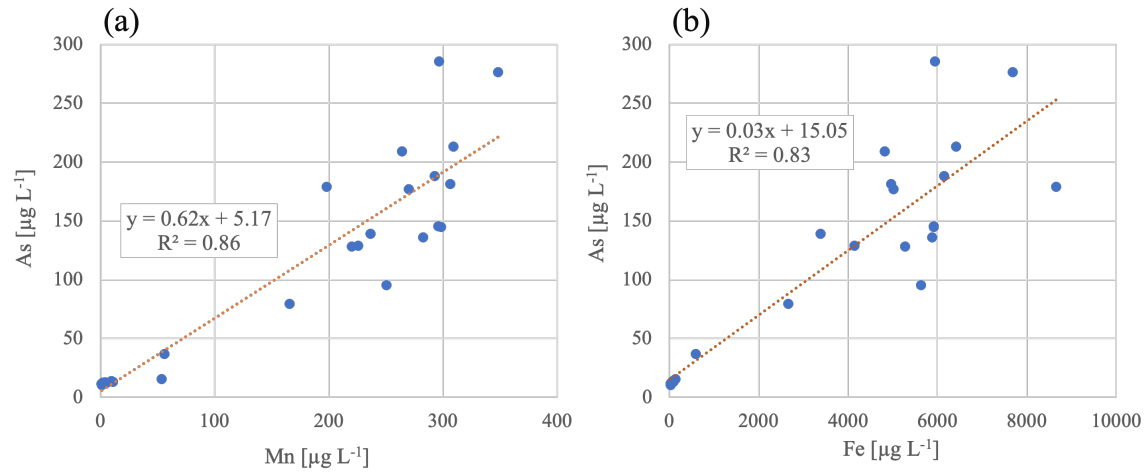 (a)
300
250
200
150
100
50
0
As [µg L⁻¹]
y = 0.62x + 5.17
R² = 0.86
0 100 200 300 400
Mn [µg L⁻¹]
(b)
300
250
200
150
100
50
0
As [µg L⁻¹]
y = 0.03x + 15.05
R² = 0.83
0 2000 4000 6000 8000 10000
Fe [µg L⁻¹]